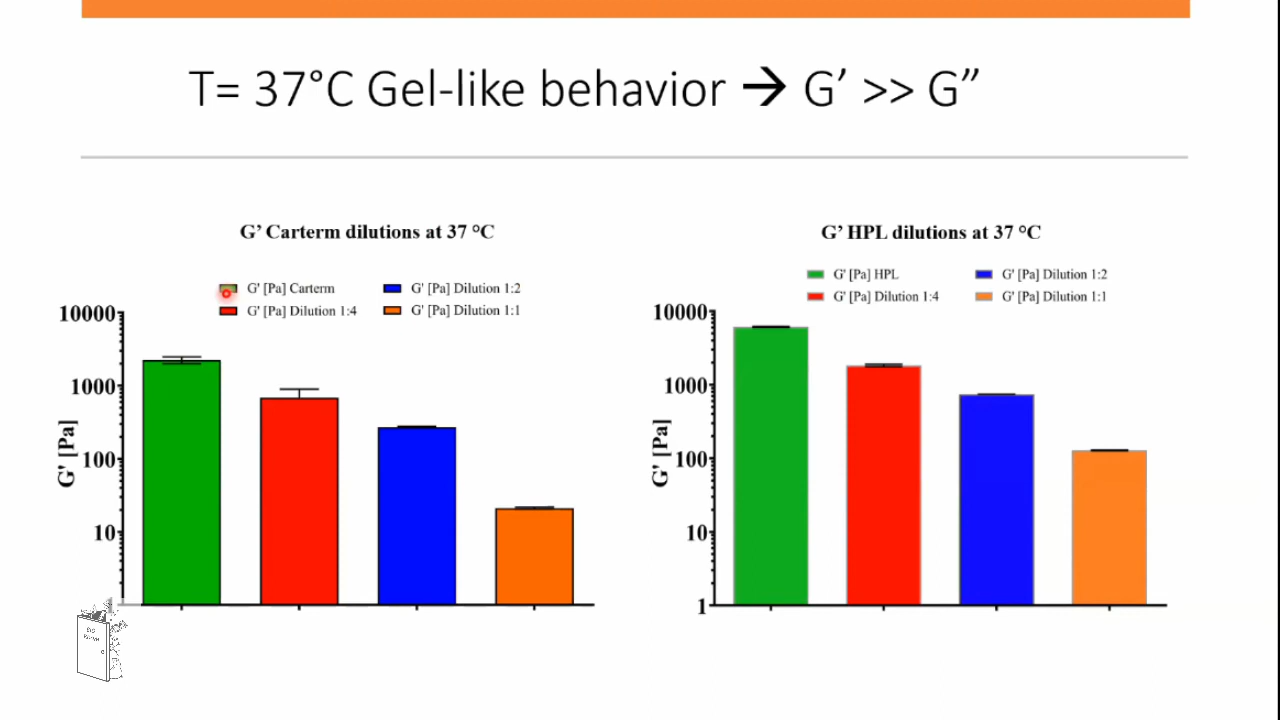 T= 37°C Gel-like behavior → G’ >> G”
G’ Carterm dilutions at 37 °C
G' [Pa] Carterm
G' [Pa] Dilution 1:2
G' [Pa] Dilution 1:4
G' [Pa] Dilution 1:1
10000
1000
100
10
G' [Pa]
G’ HPL dilutions at 37 °C
G' [Pa] HPL
G' [Pa] Dilution 1:2
G' [Pa] Dilution 1:4
G' [Pa] Dilution 1:1
10000
1000
100
10
1
G' [Pa]